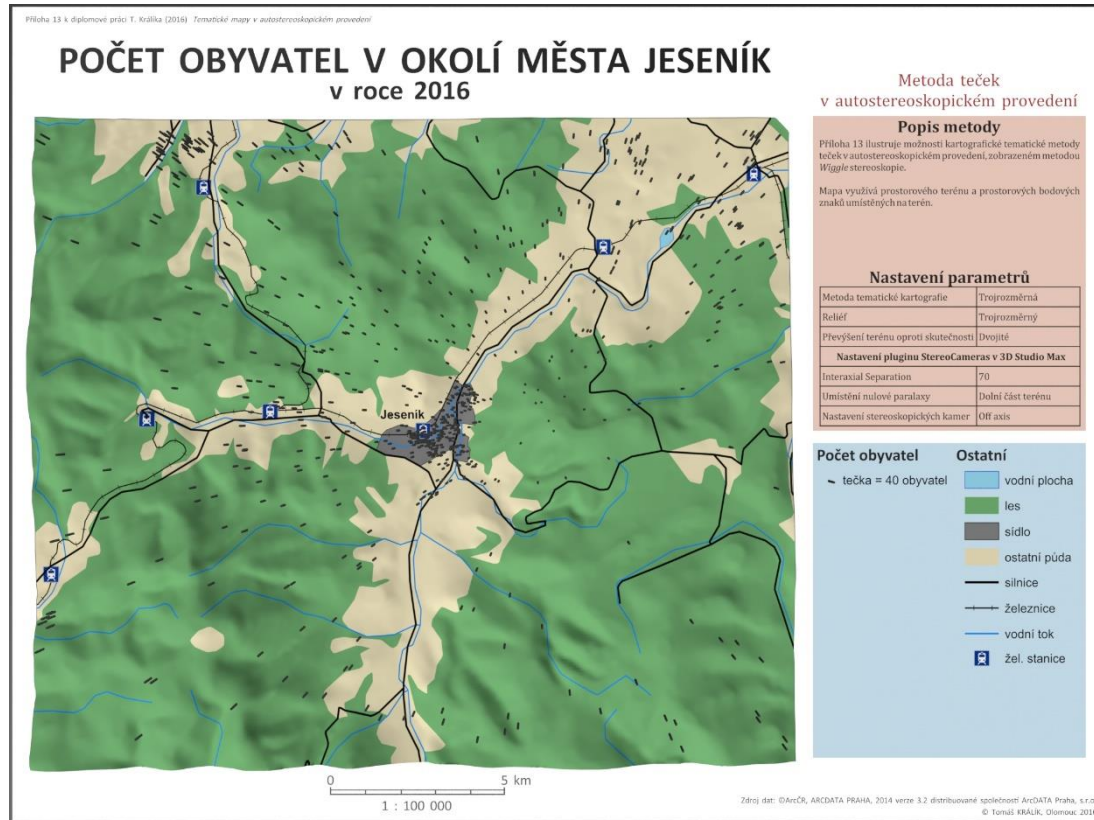 Příloha 13 k diplomové práci T. Králíka (2016) Tematické mapy v autostereoskopickém provedení
POČET OBYVATEL V OKOLÍ MĚSTA JESENÍK
v roce 2016
Metoda teček
v autostereoskopickém provedení
Popis metody
Příloha 13 ilustruje možnosti kartografické tematické metody
teček v autostereoskopickém provedení, zobrazeném metodou
Wiggle stereoskopie.
Mapa využívá prostorového terénu a prostorových bodových
znaků umístěných na terén.
Nastavení parametrů
Metoda tematické kartografie Trojrozměrná
Reliéf Trojrozměrný
Převýšení terénu oproti skutečnosti Dvojité
Nastavení pluginu StereoCameras v 3D Studio Max
Interaxial Separation 70
Umístění nulové paralaxy Dolní část terénu
Nastavení stereoskopických kamer Off axis
Jeseník
Počet obyvatel
tečka = 40 obyvatel
Ostatní
vodní plocha
les
sídlo
ostatní půda
silnice
železnice
vodní tok
žel. stanice
0 5 km
1 : 100 000
Zdroj dat: ©ArcČR, ARCDATA PRAHA, 2014 verze 3.2 distribuované společností ArcDATA Praha, s.r.o
© Tomáš KRÁLÍK, Olomouc 2016